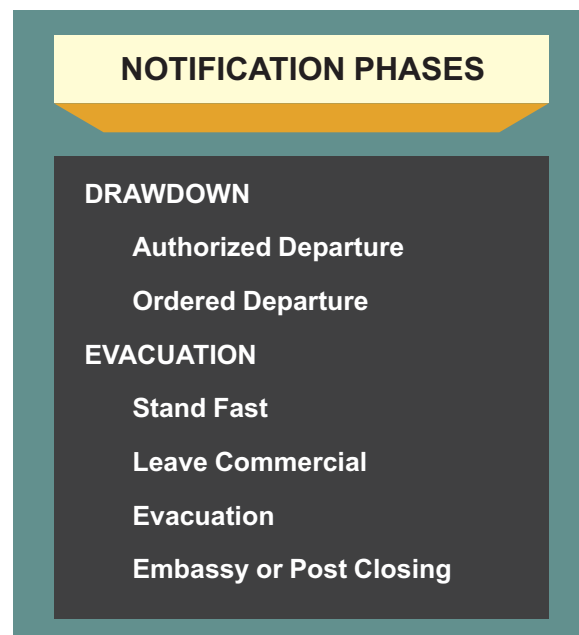 NOTIFICATION PHASES
DRAWDOWN
Authorized Departure
Ordered Departure
EVACUATION
Stand Fast
Leave Commercial
Evacuation
Embassy or Post Closing